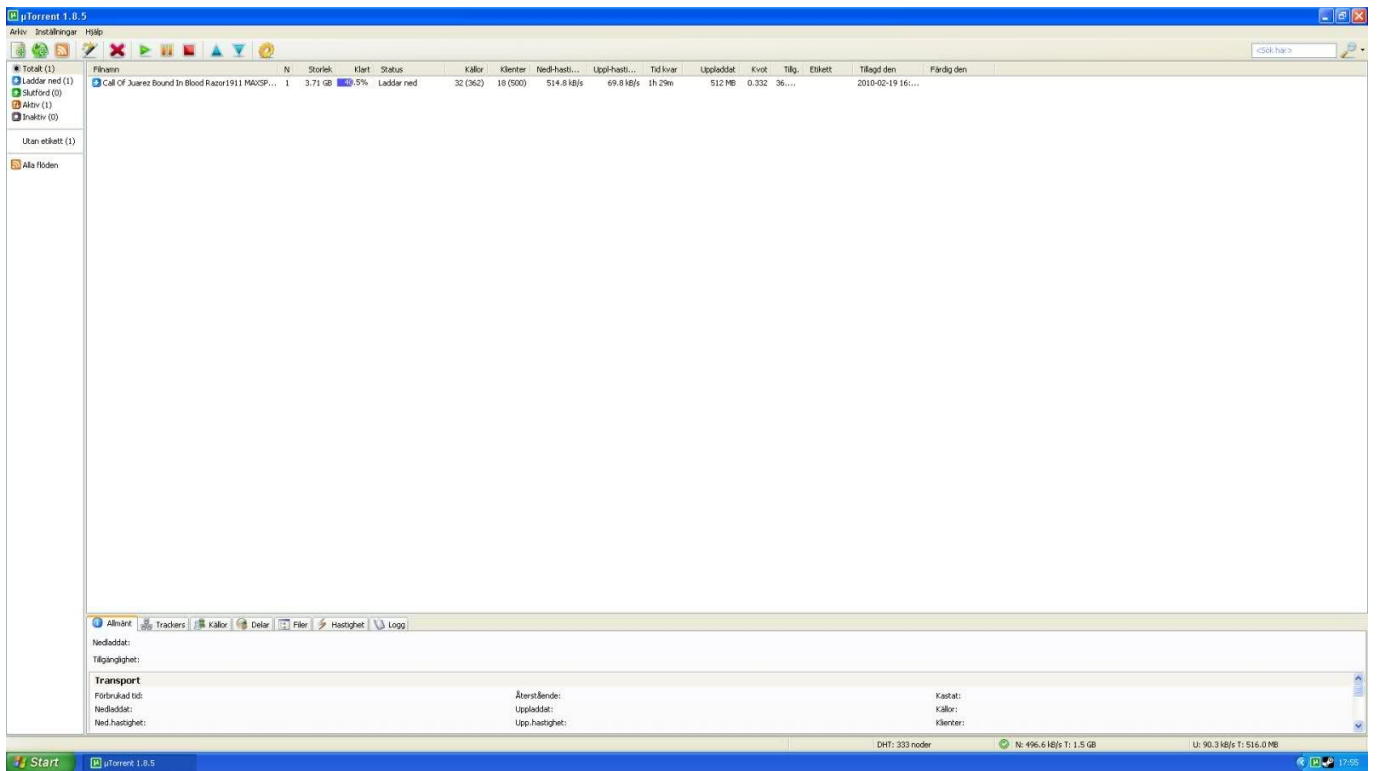 µTorrent 1.8.5
Arkiv Inställningar Hjälp
<Sök här>
Totalt (1)
Laddar ned (1)
Slutförd (0)
Aktiv (1)
Inaktiv (0)
Utan etikett (1)
Alla flöden
Filnamn N Storlek Klart Status Källor Klienter Nedl-hasti... Uppl-hasti... Tid kvar Uppladdat Kvot Tillg. Etikett Tillagd den Färdig den
Call Of Juarez Bound In Blood Razor1911 MAXSP... 1 3.71 GB .5% Laddar ned 32 (362) 18 (500) 514.8 kB/s 69.8 kB/s 1h 29m 512 MB 0.332 36.... 2010-02-19 16:...
Allmänt Trackers Källor Delar Filer Hastighet Logg
Nedladdat:
Tillgänglighet:
Transport
Förbrukad tid: Återstående: Kastat:
Nedladdat: Uppladdat: Källor:
Ned.hastighet: Upp.hastighet: Klienter:
DHT: 333 noder N: 496.6 kB/s T: 1.5 GB U: 90.3 kB/s T: 516.0 MB
Start µTorrent 1.8.5 17:55